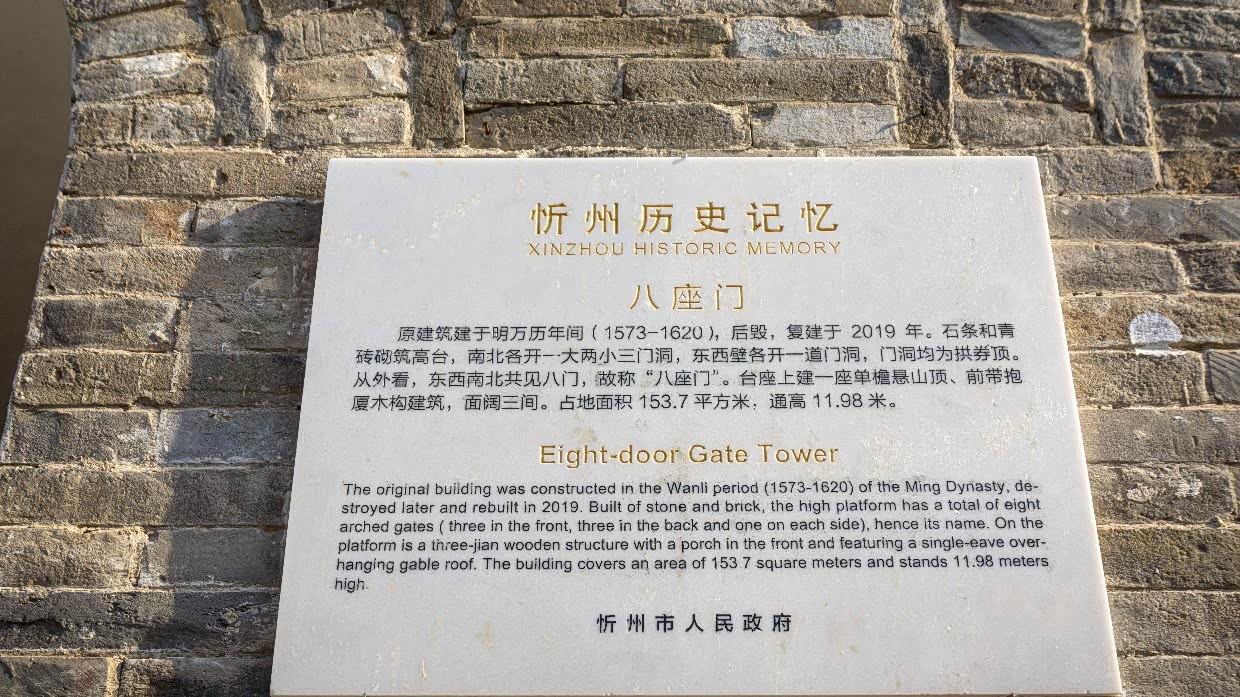 忻州历史记忆
XINZHOU HISTORIC MEMORY
八座门
原建筑建于明万历年间（1573-1620），后毁，复建于 2019 年。石条和青
砖砌筑高台，南北各开一大两小三门洞，东西壁各开一道门洞，门洞均为拱券顶。
从外看，东西南北共见八门，故称“八座门”。台座上建一座单檐悬山顶、前带抱
厦木构建筑，面阔三间。占地面积 153.7 平方米，通高 11.98 米。
Eight-door Gate Tower
The original building was constructed in the Wanli period (1573-1620) of the Ming Dynasty, de-
stroyed later and rebuilt in 2019. Built of stone and brick, the high platform has a total of eight
arched gates ( three in the front, three in the back and one on each side), hence its name. On the
platform is a three-jian wooden structure with a porch in the front and featuring a single-eave over-
hanging gable roof. The building covers an area of 153 7 square meters and stands 11.98 meters
high.
忻州市人民政府